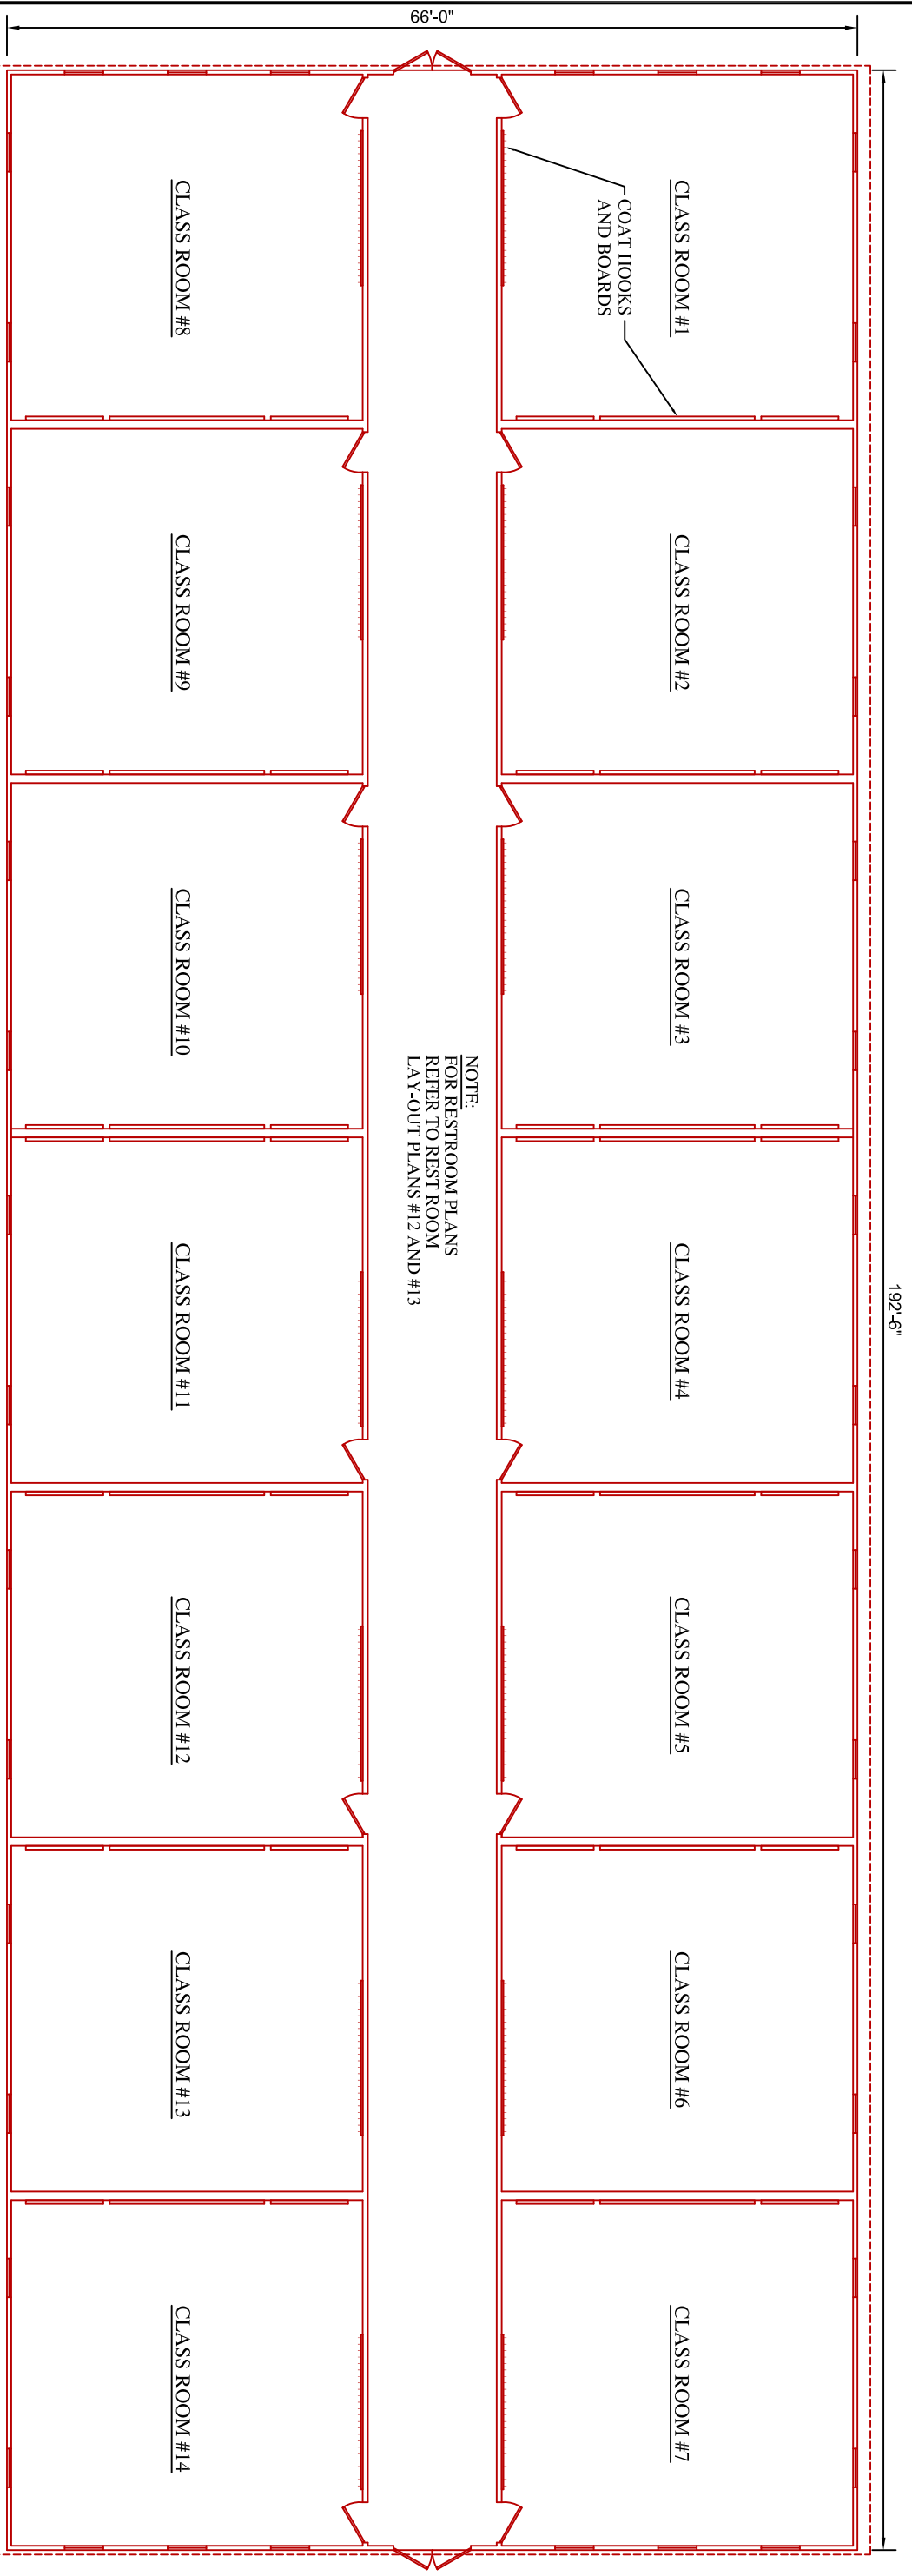 192'-6"
66'-0"
CLASS ROOM #1
CLASS ROOM #2
CLASS ROOM #3
CLASS ROOM #4
CLASS ROOM #5
CLASS ROOM #6
CLASS ROOM #7
COAT HOOKS
AND BOARDS
NOTE:
FOR RESTROOM PLANS
REFER TO REST ROOM
LAY-OUT PLANS #12 AND #13
CLASS ROOM #8
CLASS ROOM #9
CLASS ROOM #10
CLASS ROOM #11
CLASS ROOM #12
CLASS ROOM #13
CLASS ROOM #14